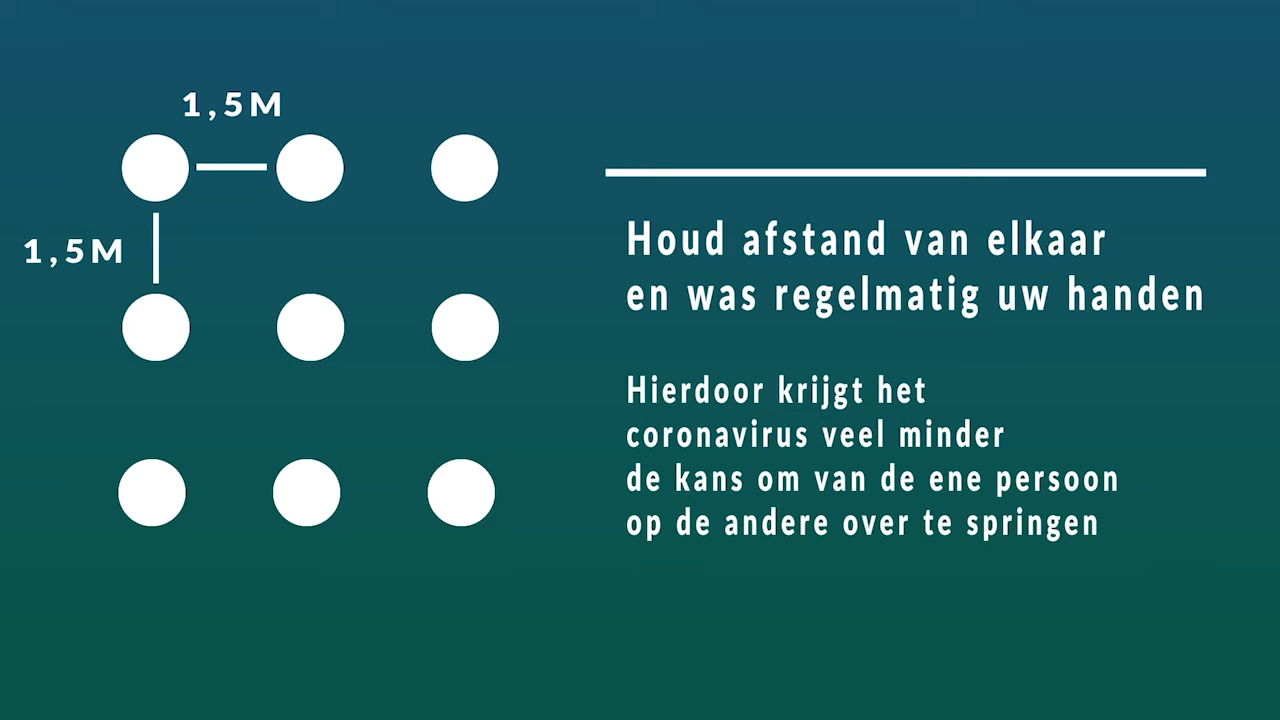 1,5M
1,5M
Houd afstand van elkaar
en was regelmatig uw handen
Hierdoor krijgt het
coronavirus veel minder
de kans om van de ene persoon
op de andere over te springen